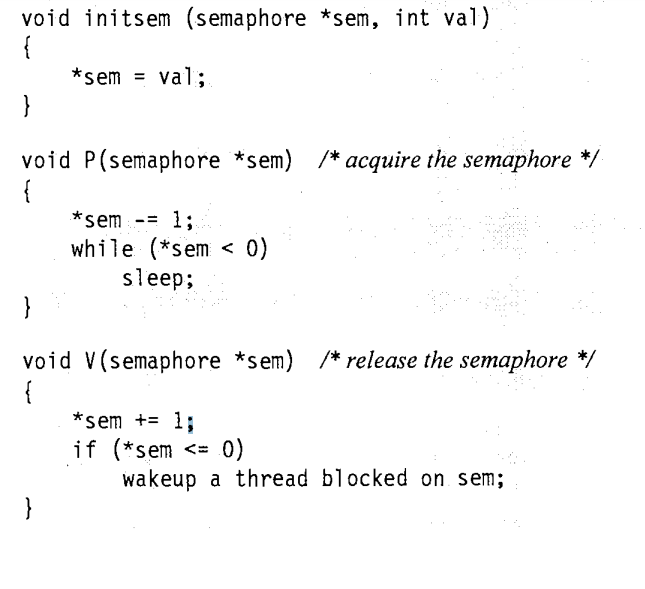 void initsem (semaphore *sem, int val)
{
    *sem = val;
}

void P(semaphore *sem)  /* acquire the semaphore */
{
    *sem -= 1;
    while (*sem < 0)
        sleep;
}

void V(semaphore *sem)  /* release the semaphore */
{
    *sem += 1;
    if (*sem <= 0)
        wakeup a thread blocked on sem;
}